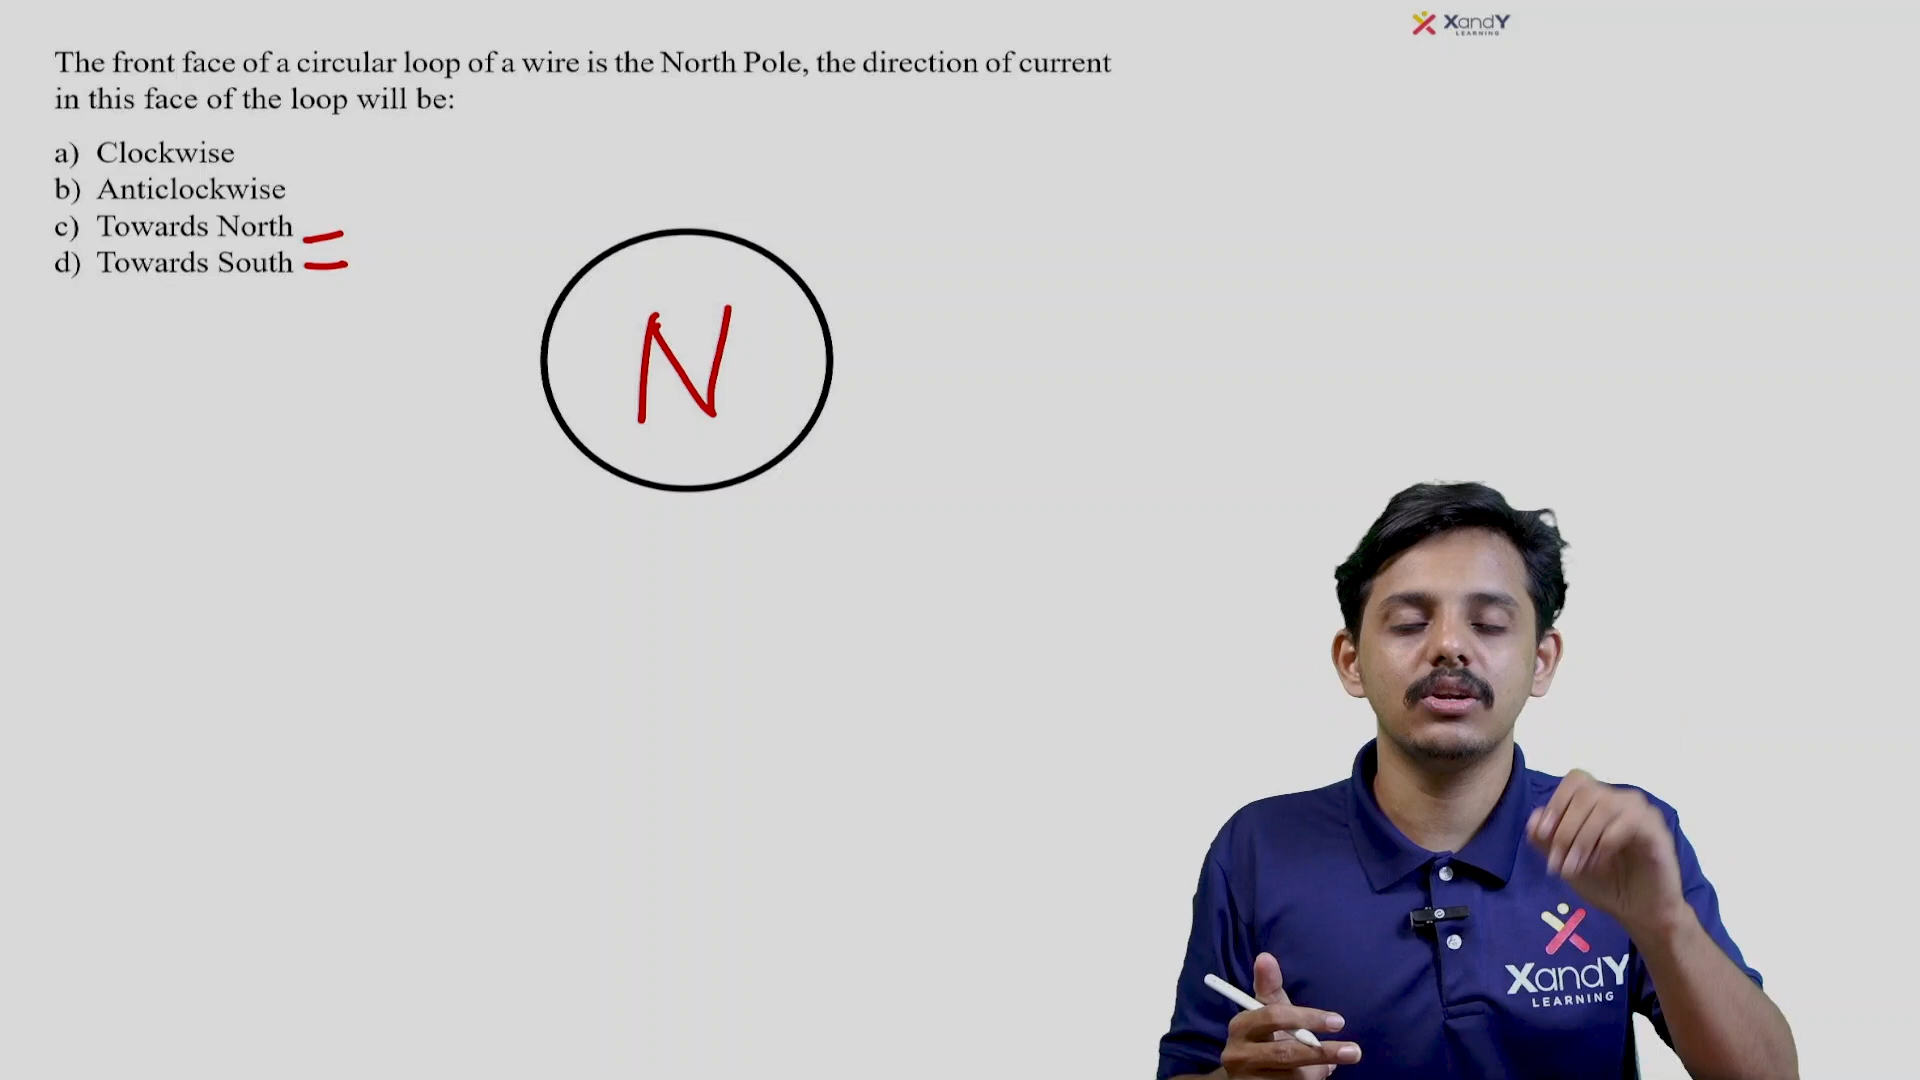 XandY
LEARNING
The front face of a circular loop of a wire is the North Pole, the direction of current
in this face of the loop will be:
a) Clockwise
b) Anticlockwise
c) Towards North
d) Towards South
N
XandY
LEARNING